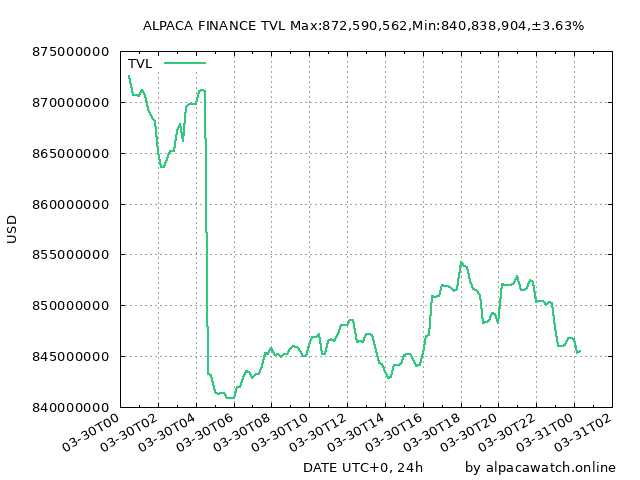 ALPACA FINANCE TVL Max:872,590,562,Min:840,838,904,±3.63%
TVL
875000000
870000000
865000000
860000000
855000000
850000000
845000000
840000000
USD
03-30T00
03-30T02
03-30T04
03-30T06
03-30T08
03-30T10
03-30T12
03-30T14
03-30T16
03-30T18
03-30T20
03-30T22
03-31T00
03-31T02
DATE UTC+0, 24h
by alpacawatch.online